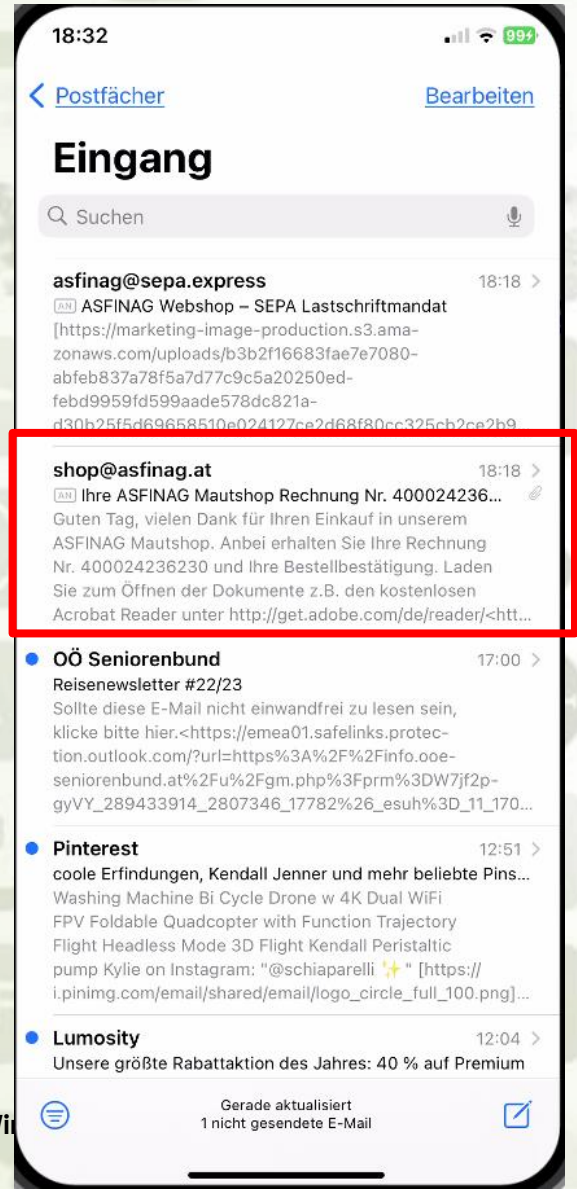 18:32
99+
Postfächer
Bearbeiten
Eingang
Suchen
asfinag@sepa.express 18:18
AN ASFINAG Webshop – SEPA Lastschriftmandat
[https://marketing-image-production.s3.ama-
zonaws.com/uploads/b3b2f16683fae7e7080-
abfeb837a78f5a7d77c9c5a20250ed-
febd9959fd599aade578dc821a-
d30b25f5d69658510e024127ce2d68f80cc325cb2ce2b9...
shop@asfinag.at 18:18
AN Ihre ASFINAG Mautshop Rechnung Nr. 400024236...
Guten Tag, vielen Dank für Ihren Einkauf in unserem
ASFINAG Mautshop. Anbei erhalten Sie Ihre Rechnung
Nr. 400024236230 und Ihre Bestellbestätigung. Laden
Sie zum Öffnen der Dokumente z.B. den kostenlosen
Acrobat Reader unter http://get.adobe.com/de/reader/<htt...
OÖ Seniorenbund 17:00
Reisenewsletter #22/23
Sollte diese E-Mail nicht einwandfrei zu lesen sein,
klicke bitte hier.<https://emea01.safelinks.protec-
tion.outlook.com/?url=https%3A%2F%2Finfo.ooe-
seniorenbund.at%2Fu%2Fgm.php%3Fprm%3DW7jf2p-
gyVY_289433914_2807346_17782%26_esuh%3D_11_170...
Pinterest 12:51
coole Erfindungen, Kendall Jenner und mehr beliebte Pins...
Washing Machine Bi Cycle Drone w 4K Dual WiFi
FPV Foldable Quadcopter with Function Trajectory
Flight Headless Mode 3D Flight Kendall Peristaltic
pump Kylie on Instagram: "@schiaparelli ✨" [https://
i.pinimg.com/email/shared/email/logo_circle_full_100.png]...
Lumosity 12:04
Unsere größte Rabattaktion des Jahres: 40 % auf Premium
Gerade aktualisiert
1 nicht gesendete E-Mail